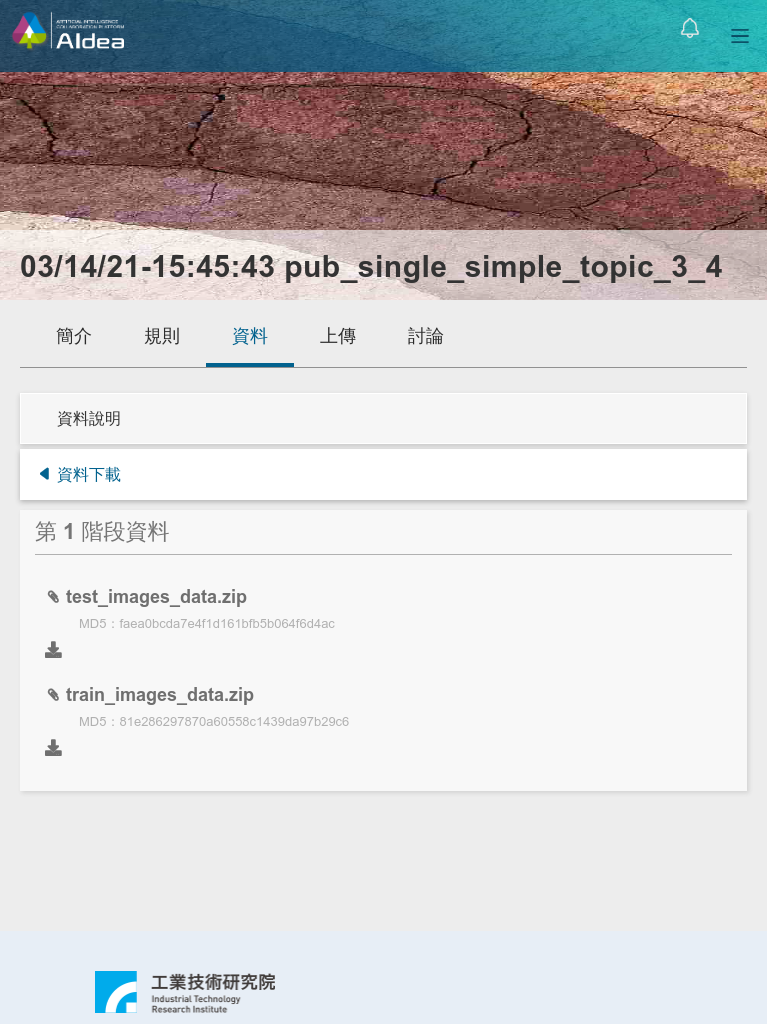 ARTIFICIAL INTELLIGENCE
COLLABORATION PLATFORM
AIdea
03/14/21-15:45:43 pub_single_simple_topic_3_4
簡介 規則 資料 上傳 討論
資料說明
資料下載
第 1 階段資料
test_images_data.zip
MD5：faea0bcda7e4f1d161bfb5b064f6d4ac
train_images_data.zip
MD5：81e286297870a60558c1439da97b29c6
工業技術研究院
Industrial Technology
Research Institute